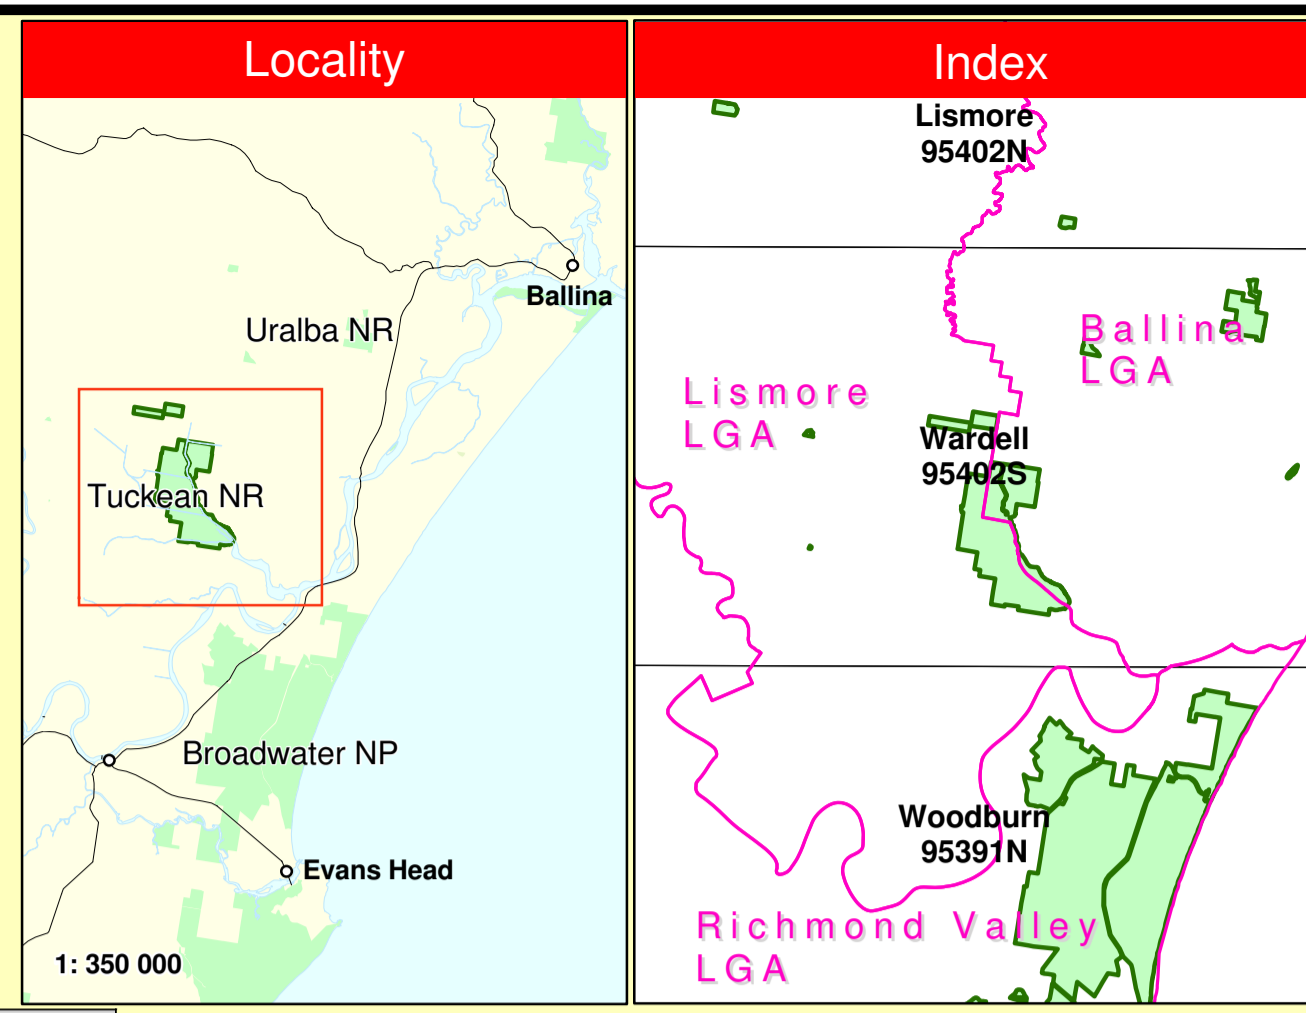 Locality
Ballina
Uralba NR
Tuckean NR
Broadwater NP
Evans Head
1: 350 000
Index
Lismore
95402N
Ballina
LGA
Lismore
LGA
Wardell
95402S
Woodburn
95391N
Richmond Valley
LGA